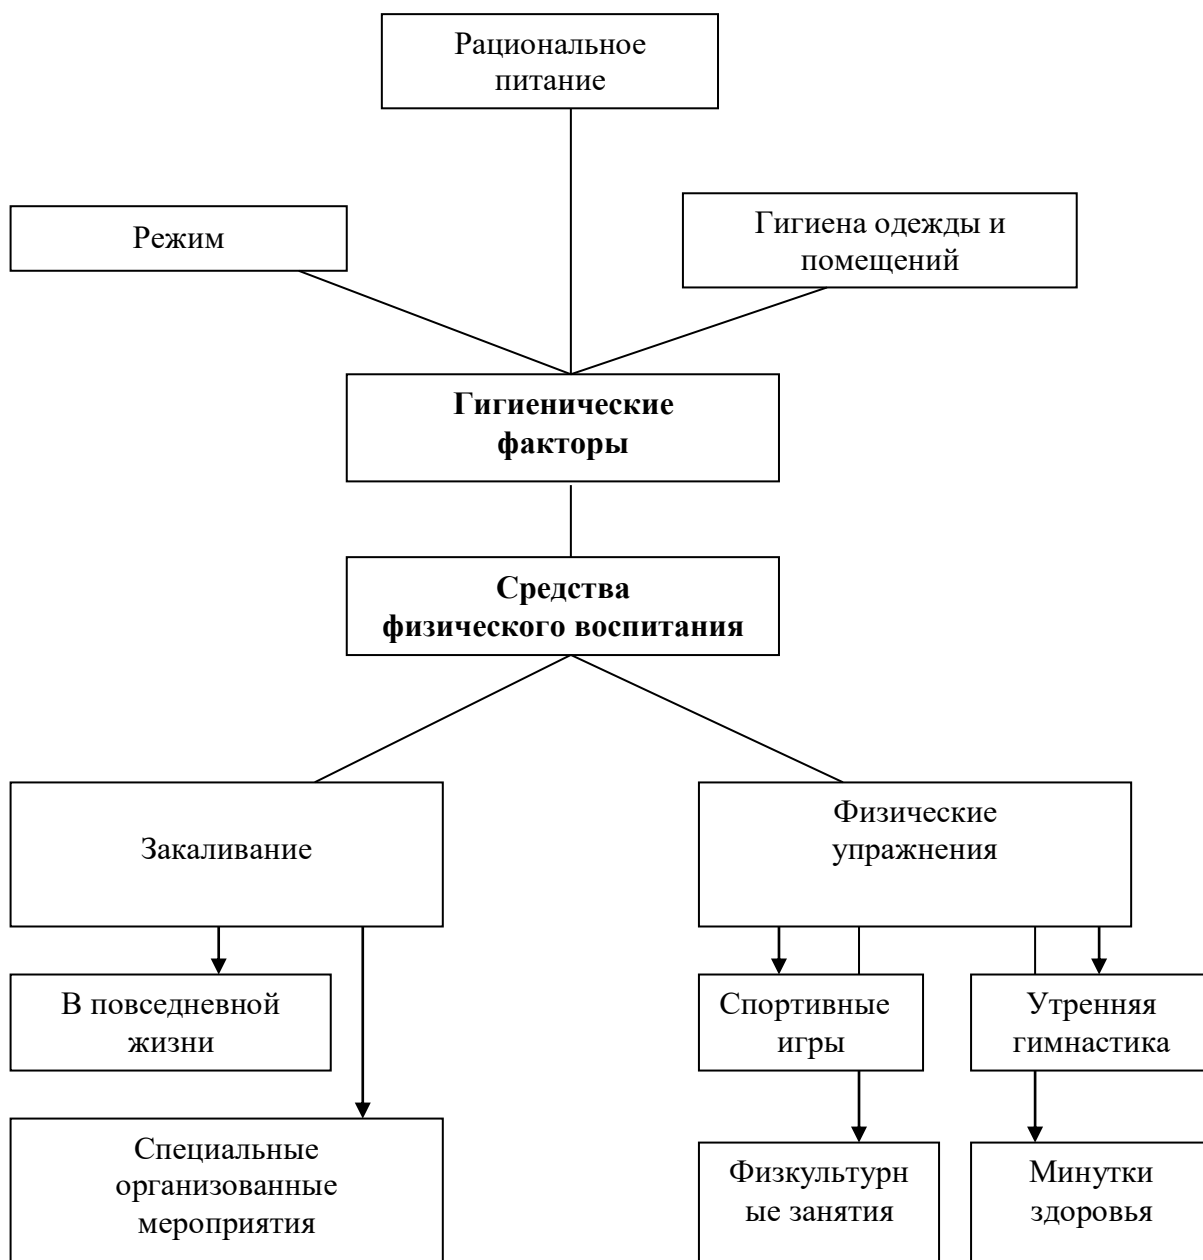 Рациональное
питание
Режим
Гигиена одежды и
помещений
Гигиенические
факторы
Средства
физического воспитания
Закаливание
Физические
упражнения
В повседневной
жизни
Спортивные
игры
Утренняя
гимнастика
Специальные
организованные
мероприятия
Физкультурн
ые занятия
Минутки
здоровья